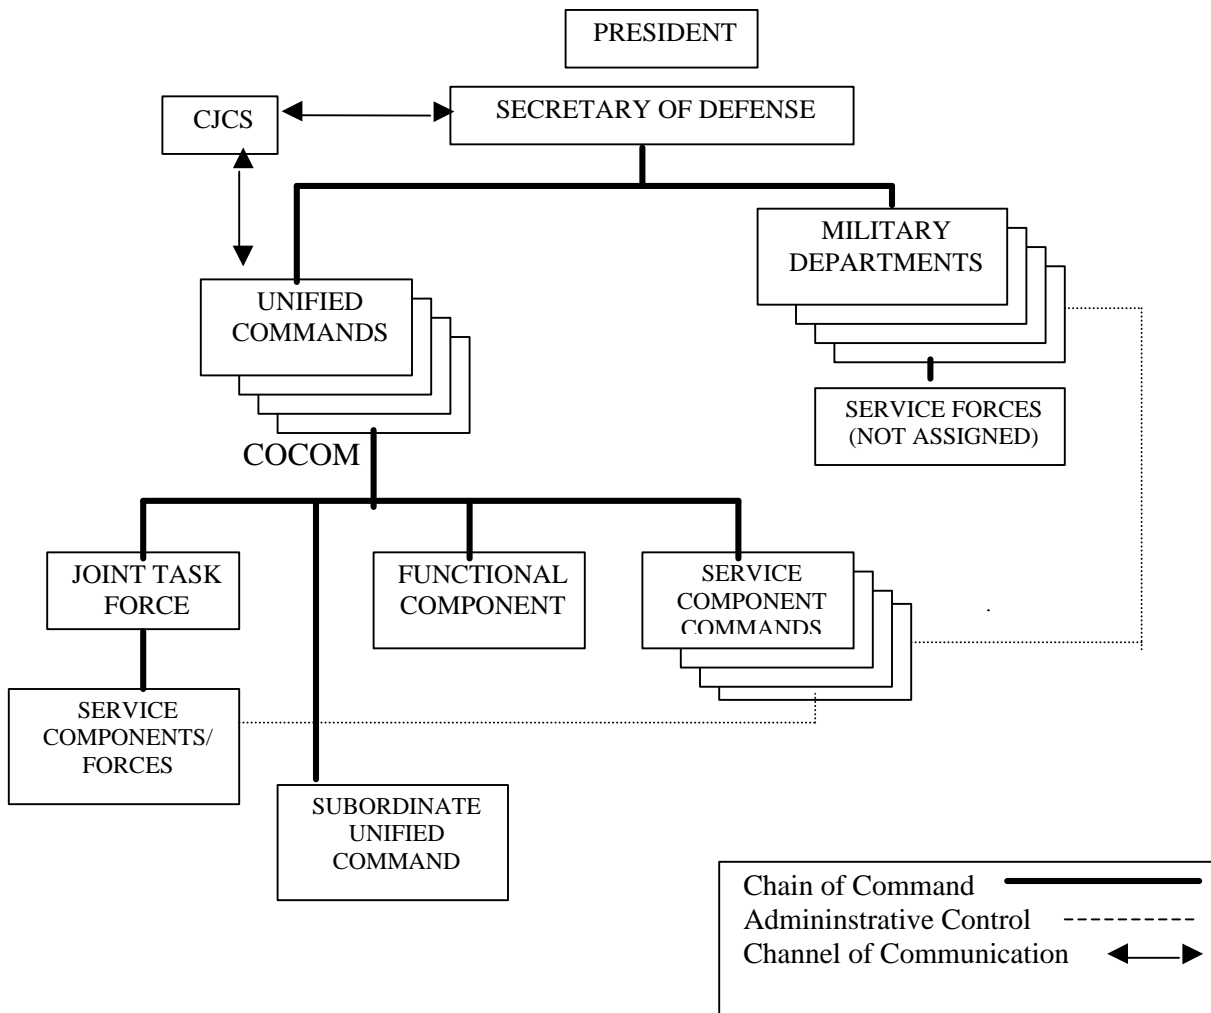 PRESIDENT
SECRETARY OF DEFENSE
CJCS
MILITARY
DEPARTMENTS
UNIFIED
COMMANDS
SERVICE FORCES
(NOT ASSIGNED)
COCOM
JOINT TASK
FORCE
FUNCTIONAL
COMPONENT
SERVICE
COMPONENT
COMMANDS
SERVICE
COMPONENTS/
FORCES
SUBORDINATE
UNIFIED
COMMAND
Chain of Command
Admininstrative Control
Channel of Communication